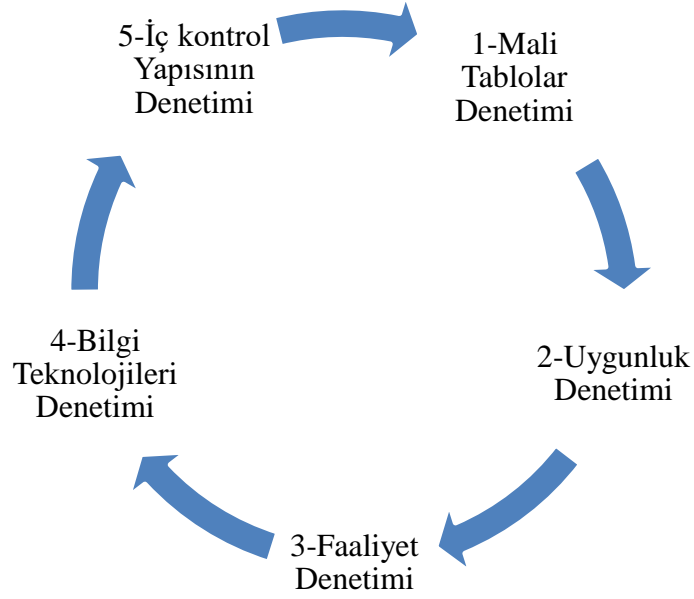 1-Mali
Tablolar
Denetimi
2-Uygunluk
Denetimi
3-Faaliyet
Denetimi
4-Bilgi
Teknolojileri
Denetimi
5-İç kontrol
Yapısının
Denetimi